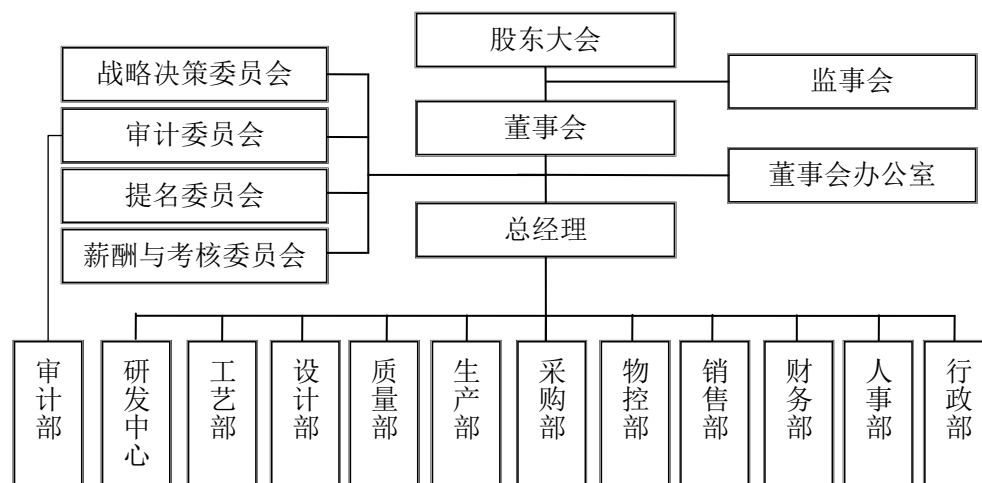 股东大会
战略决策委员会
监事会
审计委员会
董事会
提名委员会
董事会办公室
薪酬与考核委员会
总经理
审计部
研发中心
工艺部
设计部
质量部
生产部
采购部
物控部
销售部
财务部
人事部
行政部